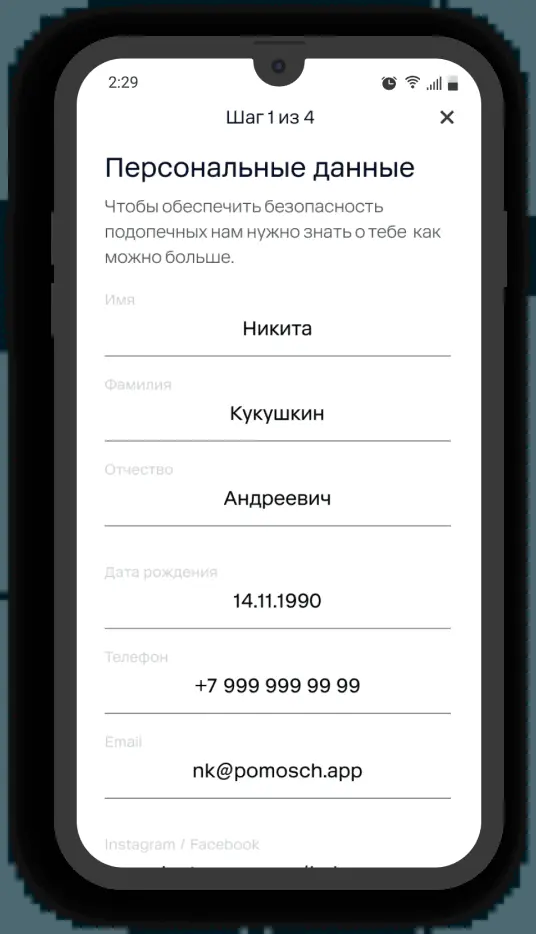 2:29
Шаг 1 из 4
Персональные данные
Чтобы обеспечить безопасность
подопечных нам нужно знать о тебе как
можно больше.
Имя
Никита
Фамилия
Кукушкин
Отчество
Андреевич
Дата рождения
14.11.1990
Телефон
+7 999 999 99 99
Email
nk@pomosch.app
Instagram / Facebook